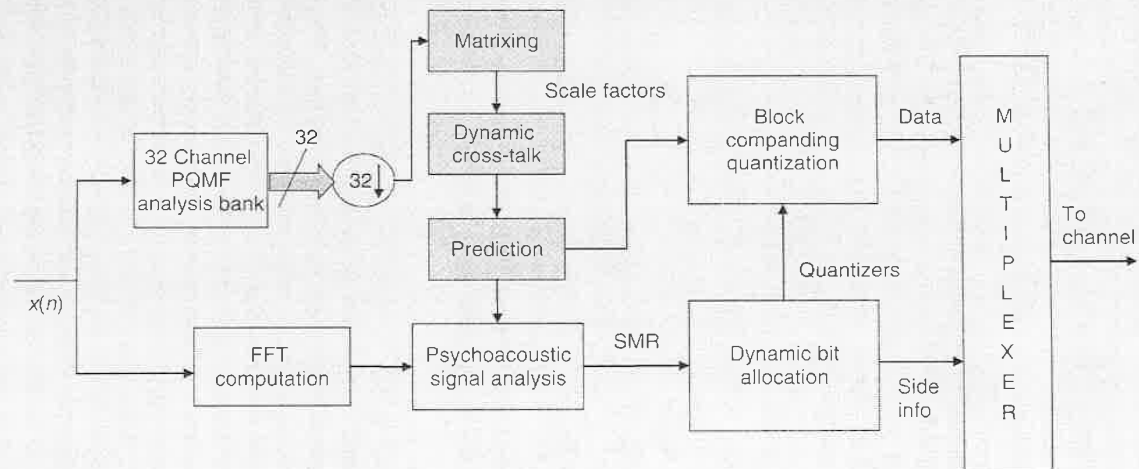 Matrixing
Scale factors
Dynamic
cross-talk
Block
companding
quantization
Data
32 Channel
PQMF
analysis bank
32
32
Prediction
Quantizers
x(n)
FFT
computation
Psychoacoustic
signal analysis
SMR
Dynamic bit
allocation
Side
info
MULTIPLEXER
To
channel